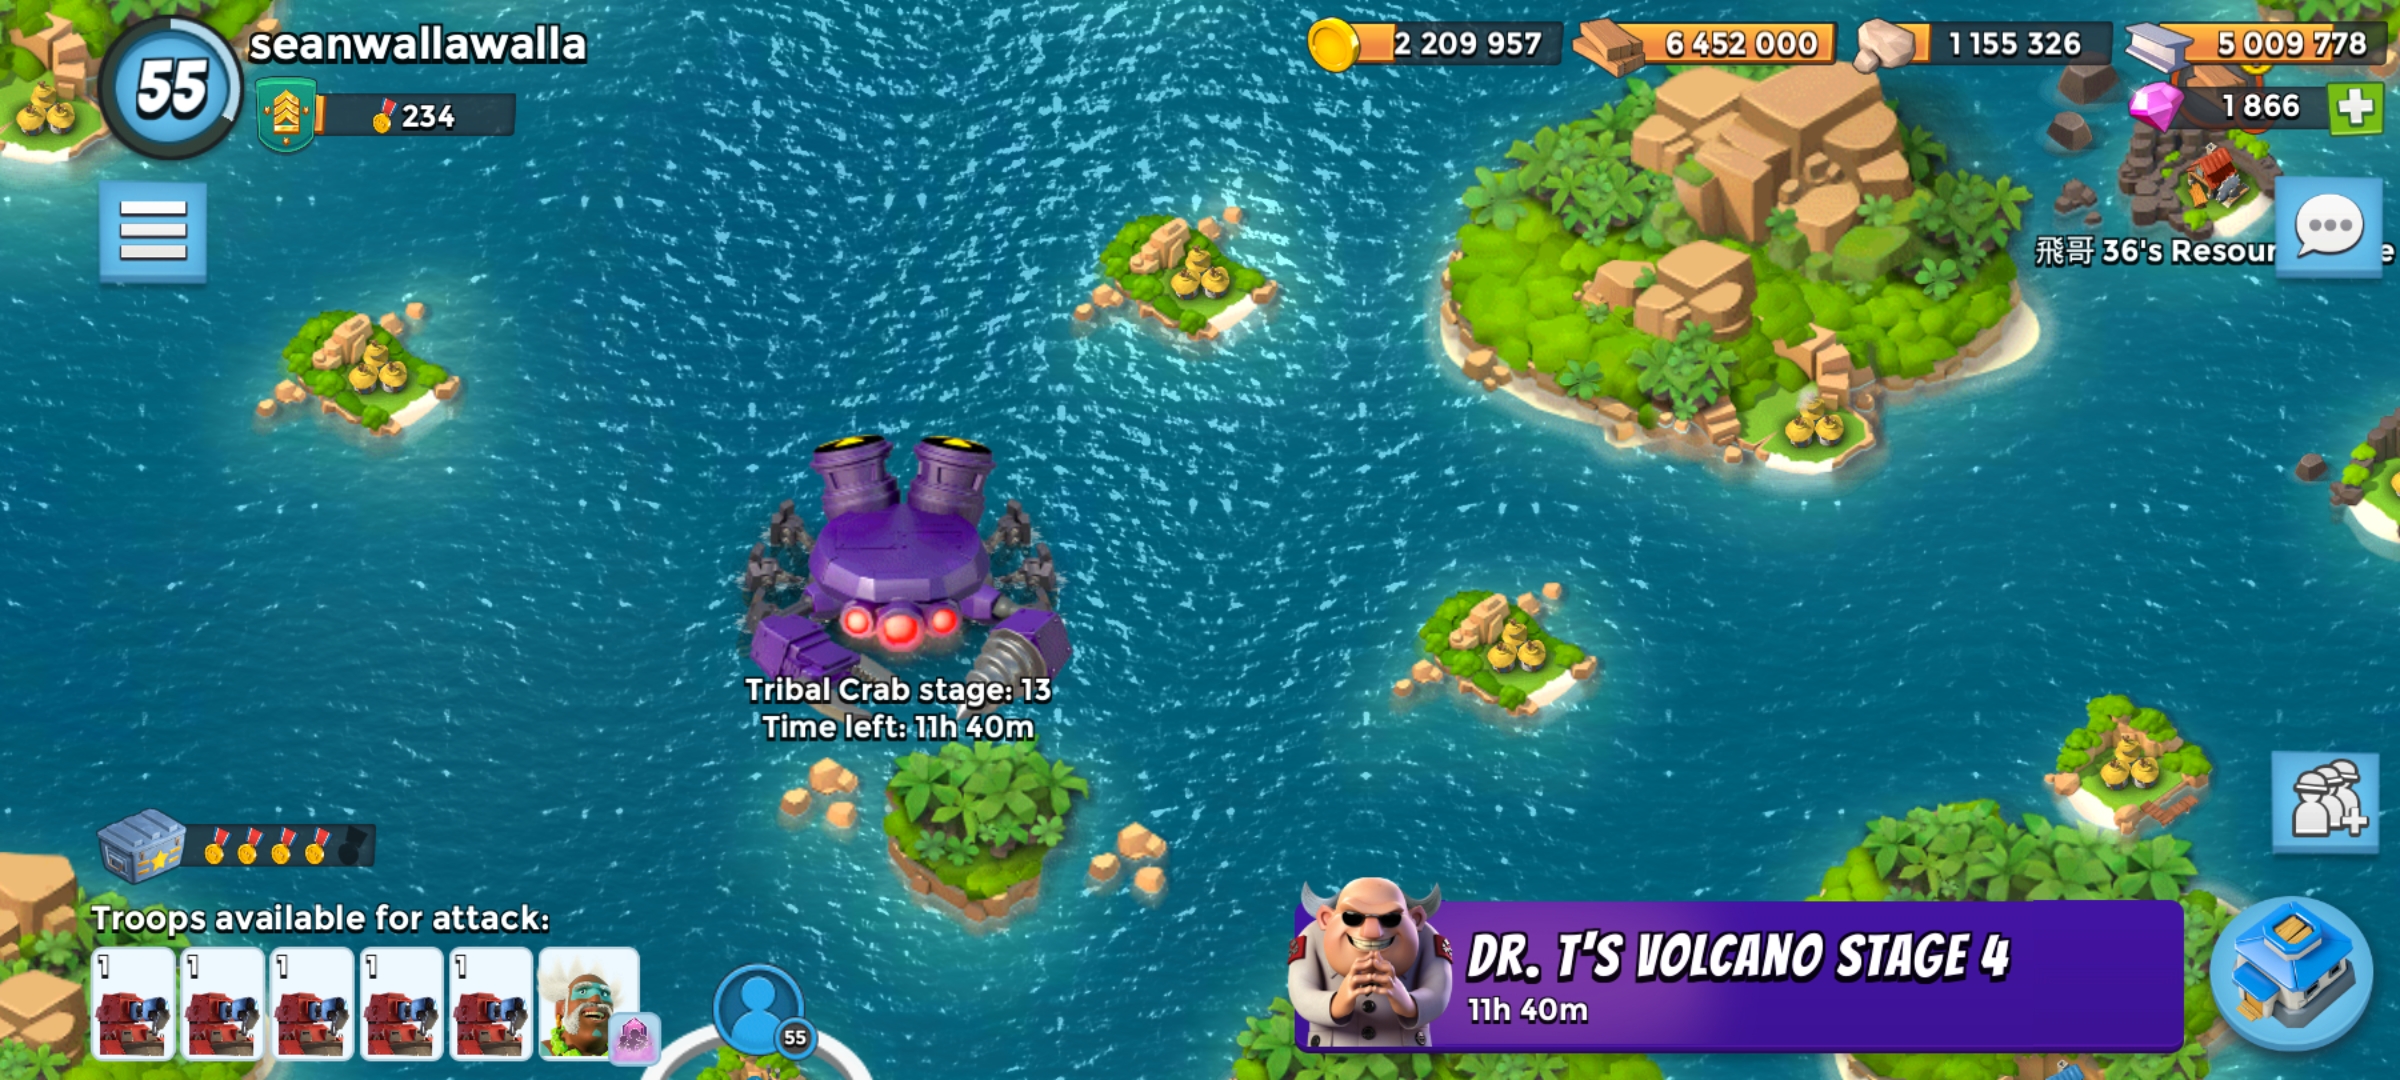 55
seanwallawalla
234
2 209 957
6 452 000
1 155 326
5 009 778
1 866
飛哥 36's Resour
e
Tribal Crab stage: 13
Time left: 11h 40m
Troops available for attack:
1
1
1
1
1
55
DR. T'S VOLCANO STAGE 4
11h 40m